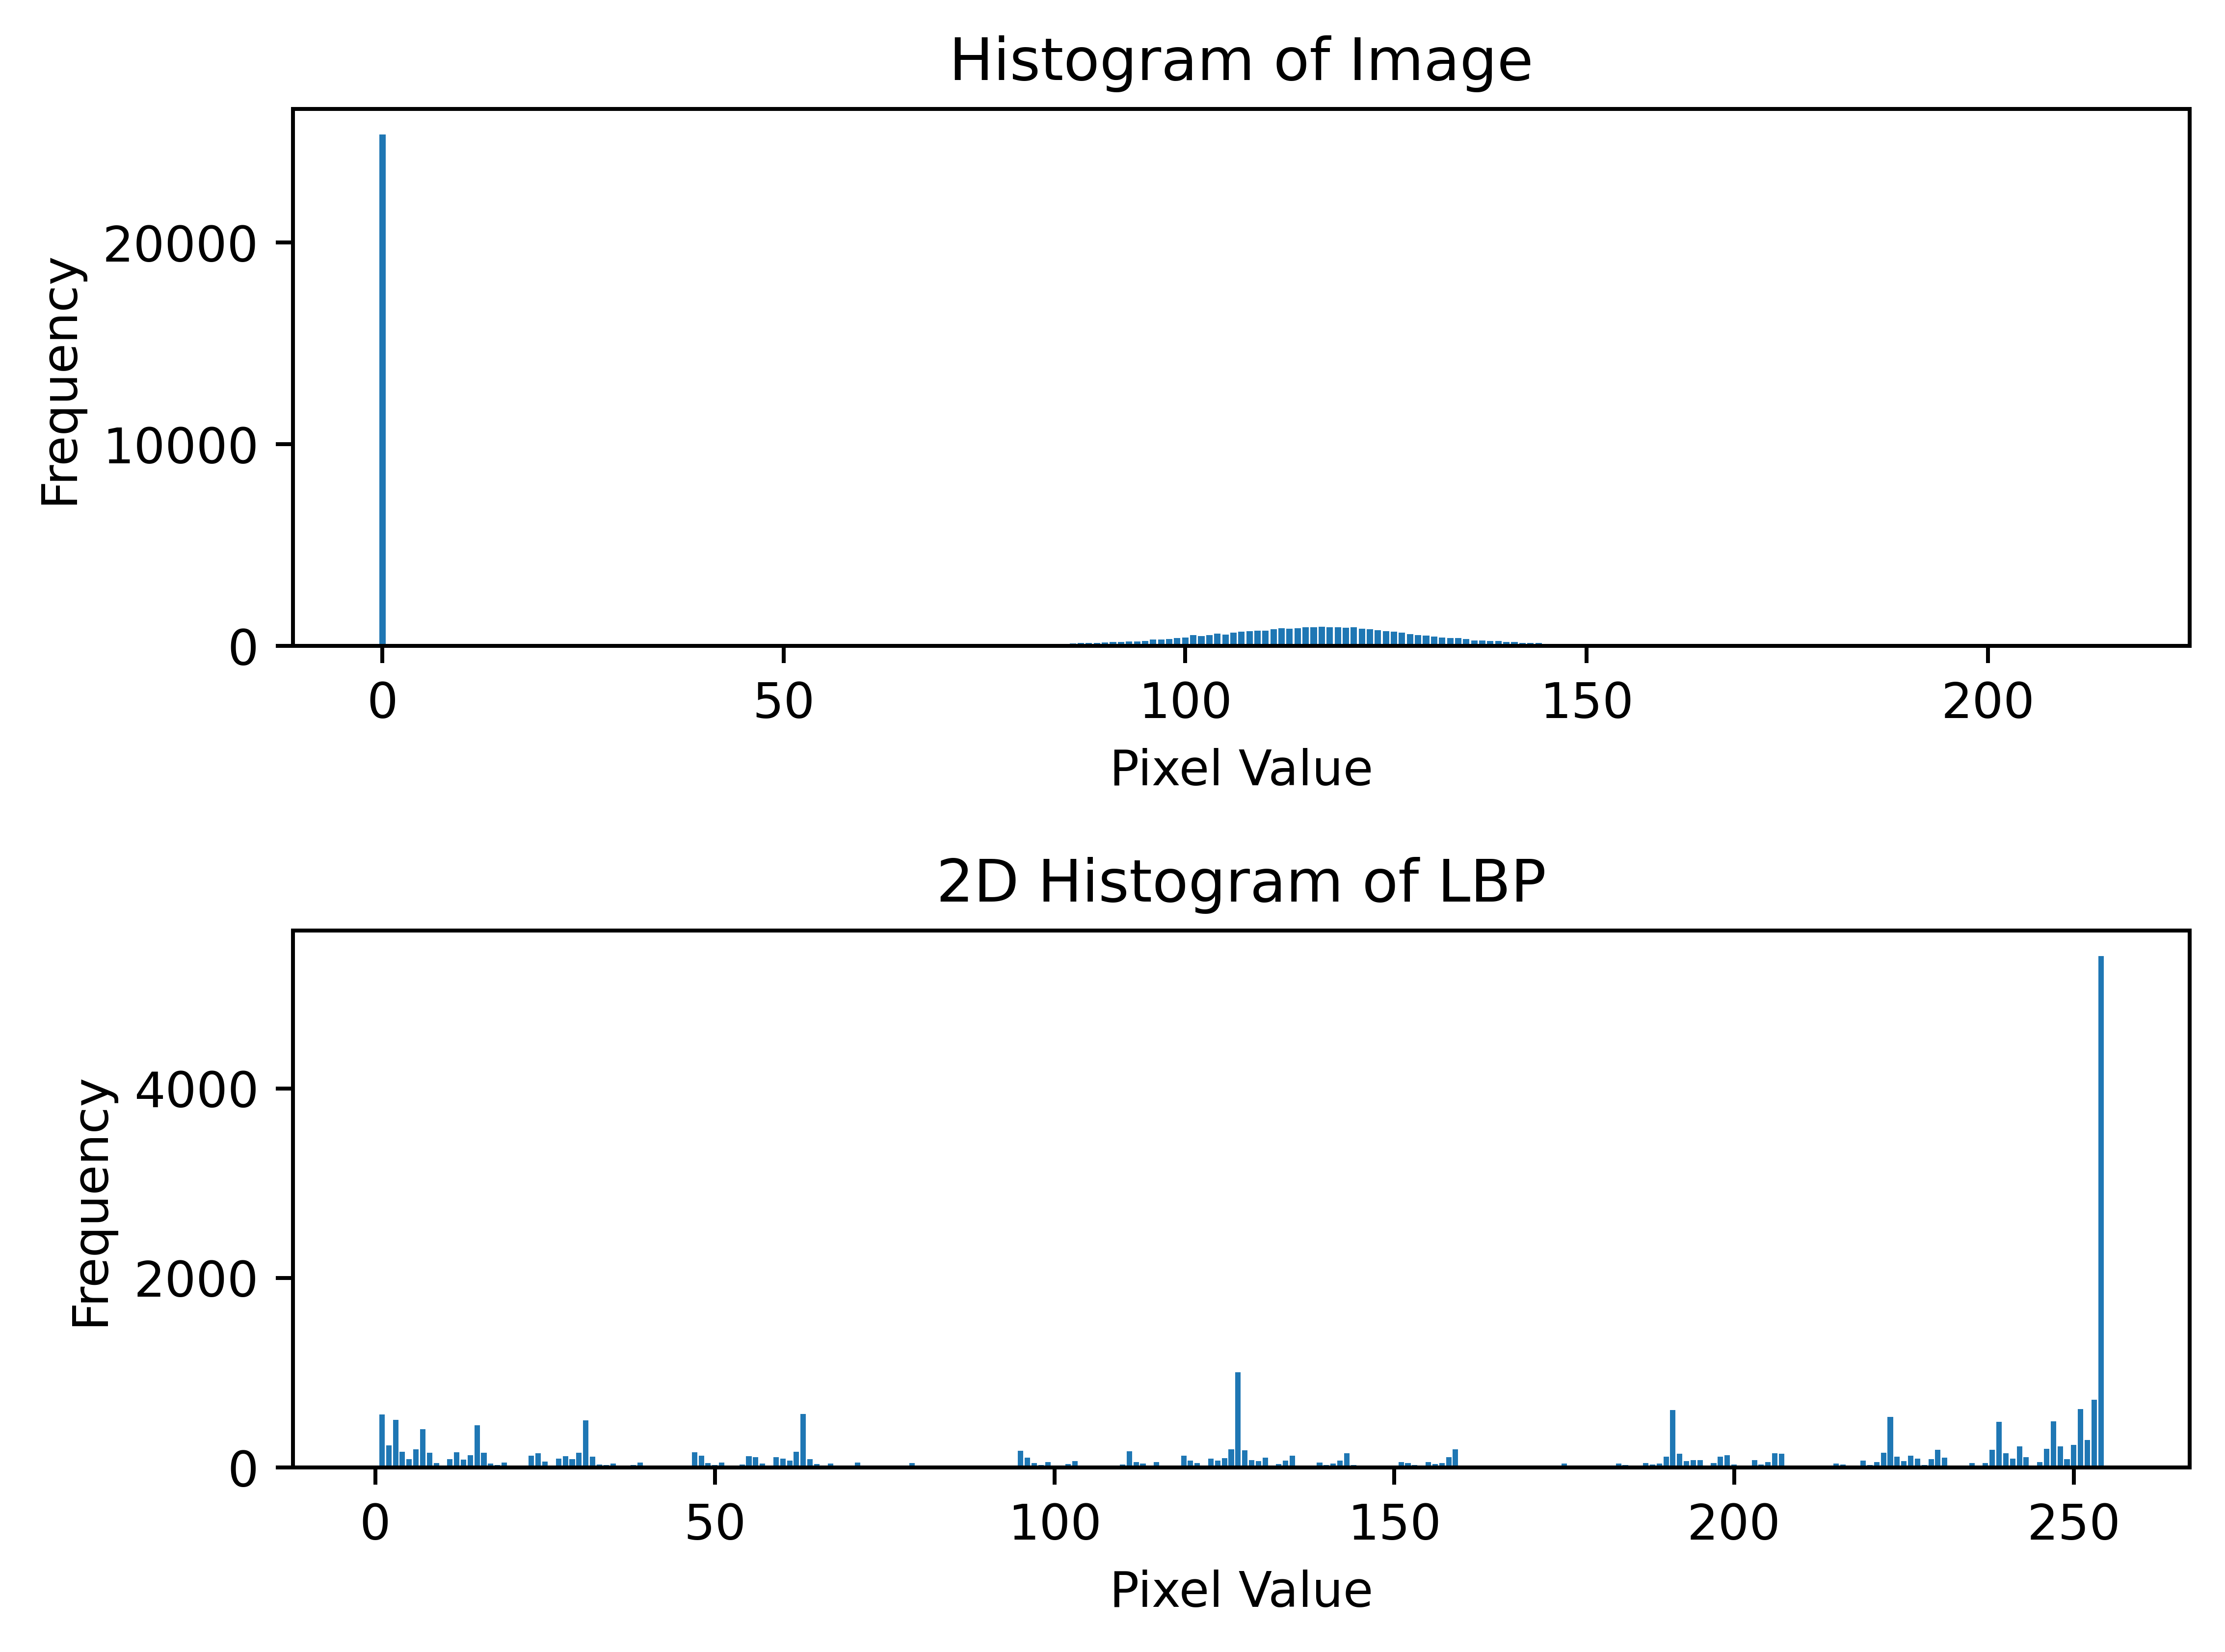 Histogram of Image
Frequency
20000
10000
0
0 50 100 150 200
Pixel Value
2D Histogram of LBP
Frequency
4000
2000
0
0 50 100 150 200 250
Pixel Value